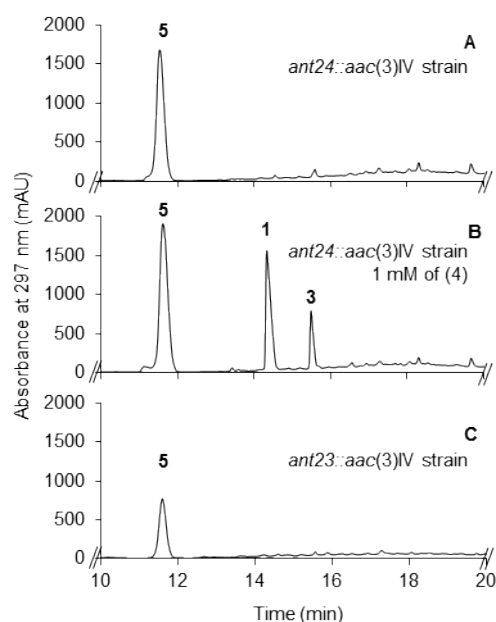 Absorbance at 297 nm (mAU)
2000
1500
1000
500
0
5
A
ant24::aac(3)IV strain
2000
1500
1000
500
0
5
1
3
B
ant24::aac(3)IV strain
1 mM of (4)
2000
1500
1000
500
0
5
C
ant23::aac(3)IV strain
10 12 14 16 18 20
Time (min)